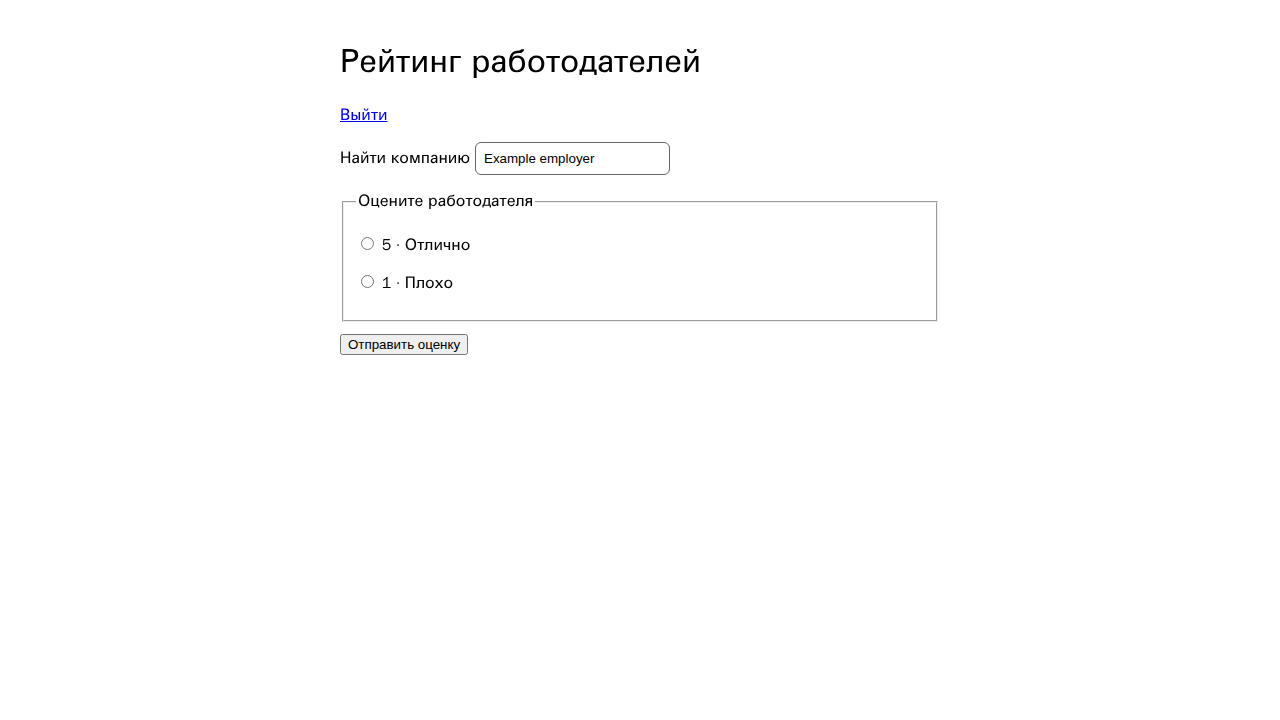 Рейтинг работодателей
Выйти
Найти компанию Example employer
Оцените работодателя
5 · Отлично
1 · Плохо
Отправить оценку